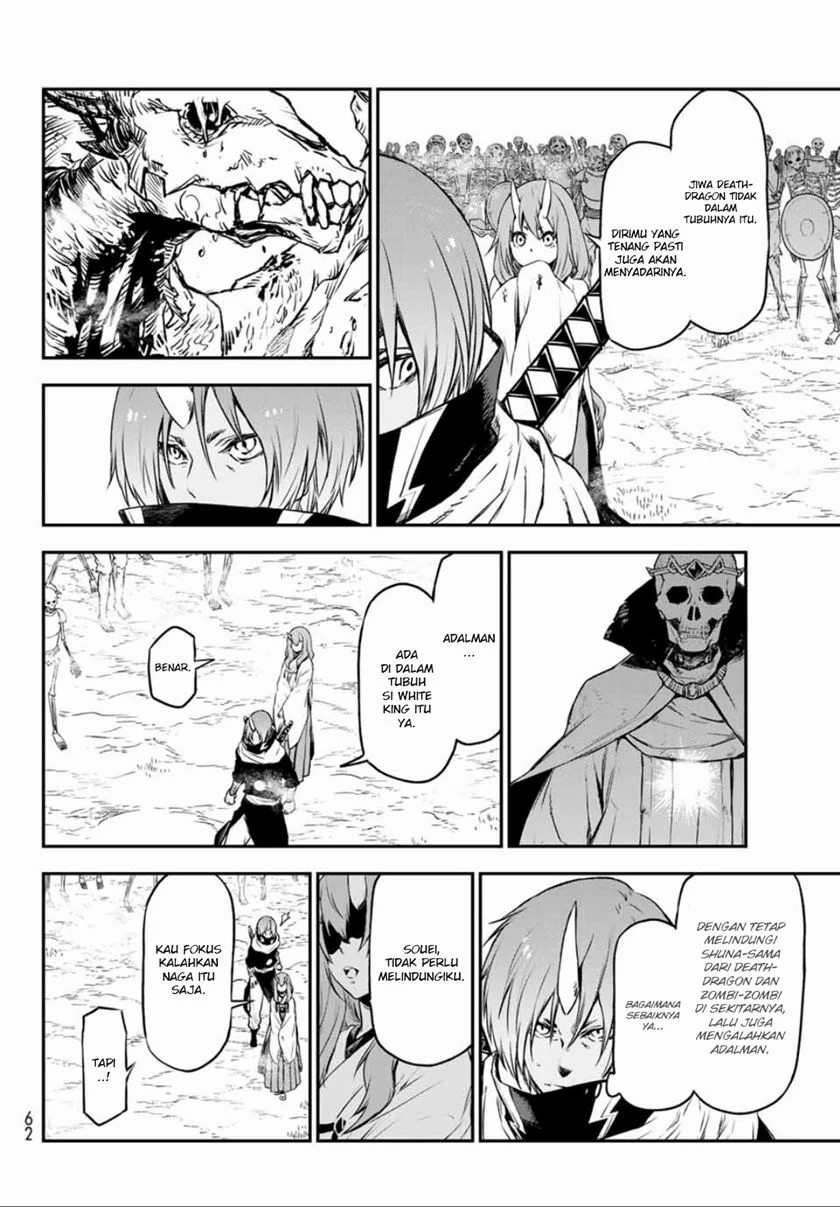 JIWA DEATH-
DRAGON TIDAK
DALAM
TUBUHNYA ITU.
DIRIMU YANG
TENANG PASTI
JUGA AKAN
MENYADARINYA.
ADALMAN
...
ADA
DI DALAM
TUBUH
SI WHITE
KING ITU
YA.
BENAR.
DENGAN TETAP
MELINDUNGI
SHUNA-SAMA
DARI DEATH-
DRAGON DAN
ZOMBI-ZOMBI
DI SEKITARNYA,
LALU JUGA
MENGALAHKAN
ADALMAN.
BAGAIMANA
SEBAIKNYA
YA...
SOUEI,
TIDAK PERLU
MELINDUNGIKU.
KAU FOKUS
KALAHKAN
NAGA ITU
SAJA.
TAPI
..!
62